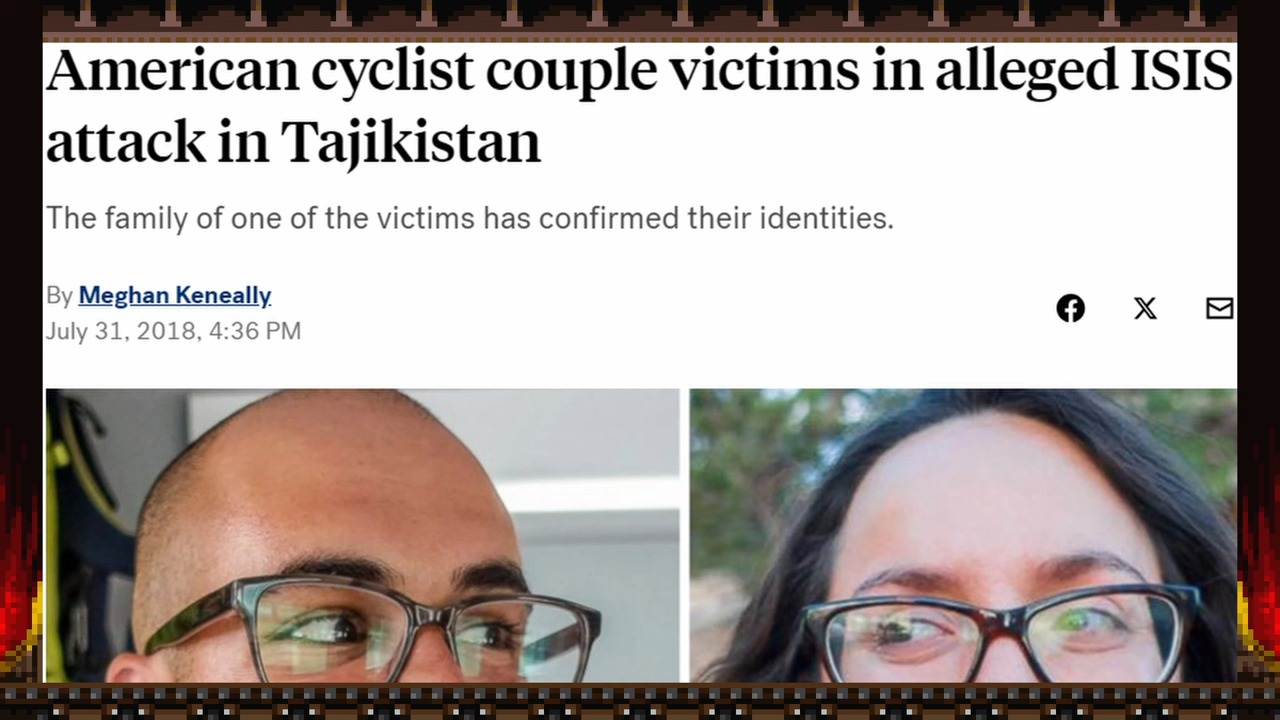 American cyclist couple victims in alleged ISIS
attack in Tajikistan
The family of one of the victims has confirmed their identities.
By Meghan Keneally
July 31, 2018, 4:36 PM